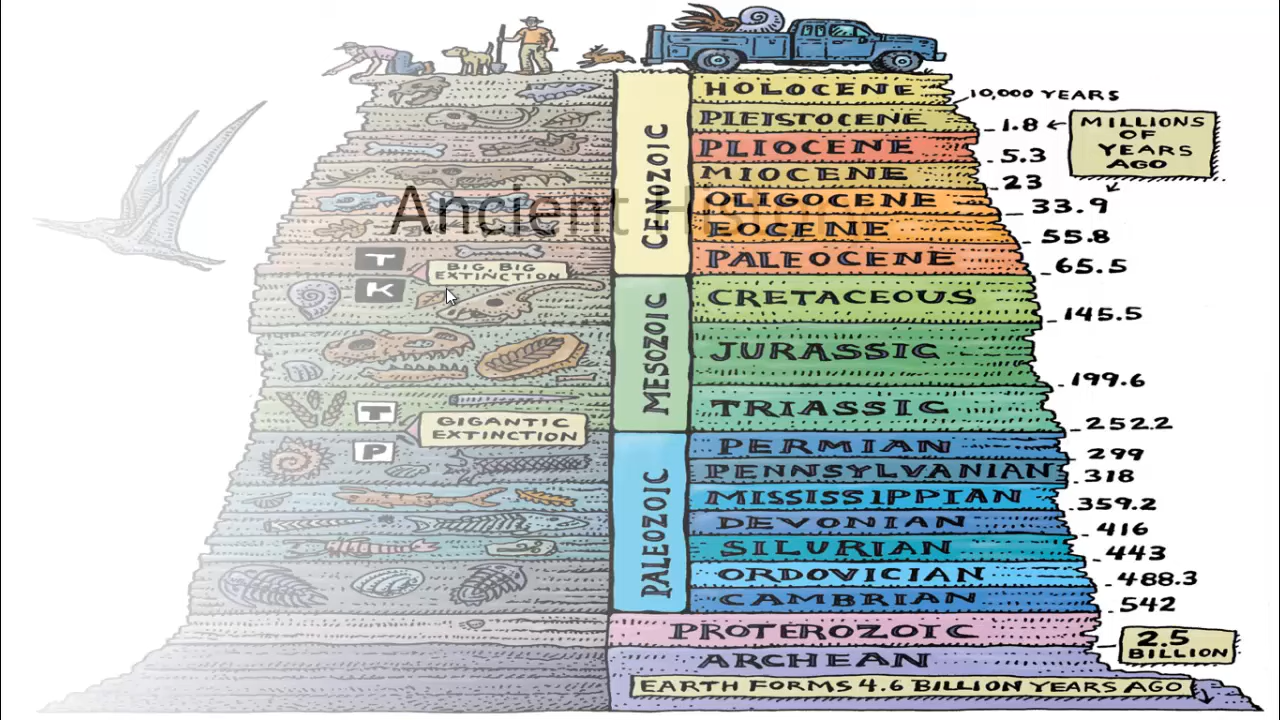 HOLOCENE
10,000 YEARS
PLEISTOCENE
1.8
MILLIONS
OF
YEARS
AGO
PLIOCENE
5.3
MIOCENE
23
Ancient History
OLIGOCENE
33.9
EOCENE
55.8
PALEOCENE
65.5
CENOZOIC
T
BIG, BIG
EXTINCTION
K
CRETACEOUS
145.5
JURASSIC
199.6
TRIASSIC
252.2
MESOZOIC
T
GIGANTIC
EXTINCTION
P
PERMIAN
299
PENNSYLVANIAN
318
MISSISSIPPIAN
359.2
DEVONIAN
416
SILURIAN
443
ORDOVICIAN
488.3
CAMBRIAN
542
PALEOZOIC
PROTEROZOIC
2.5
BILLION
ARCHEAN
EARTH FORMS 4.6 BILLION YEARS AGO